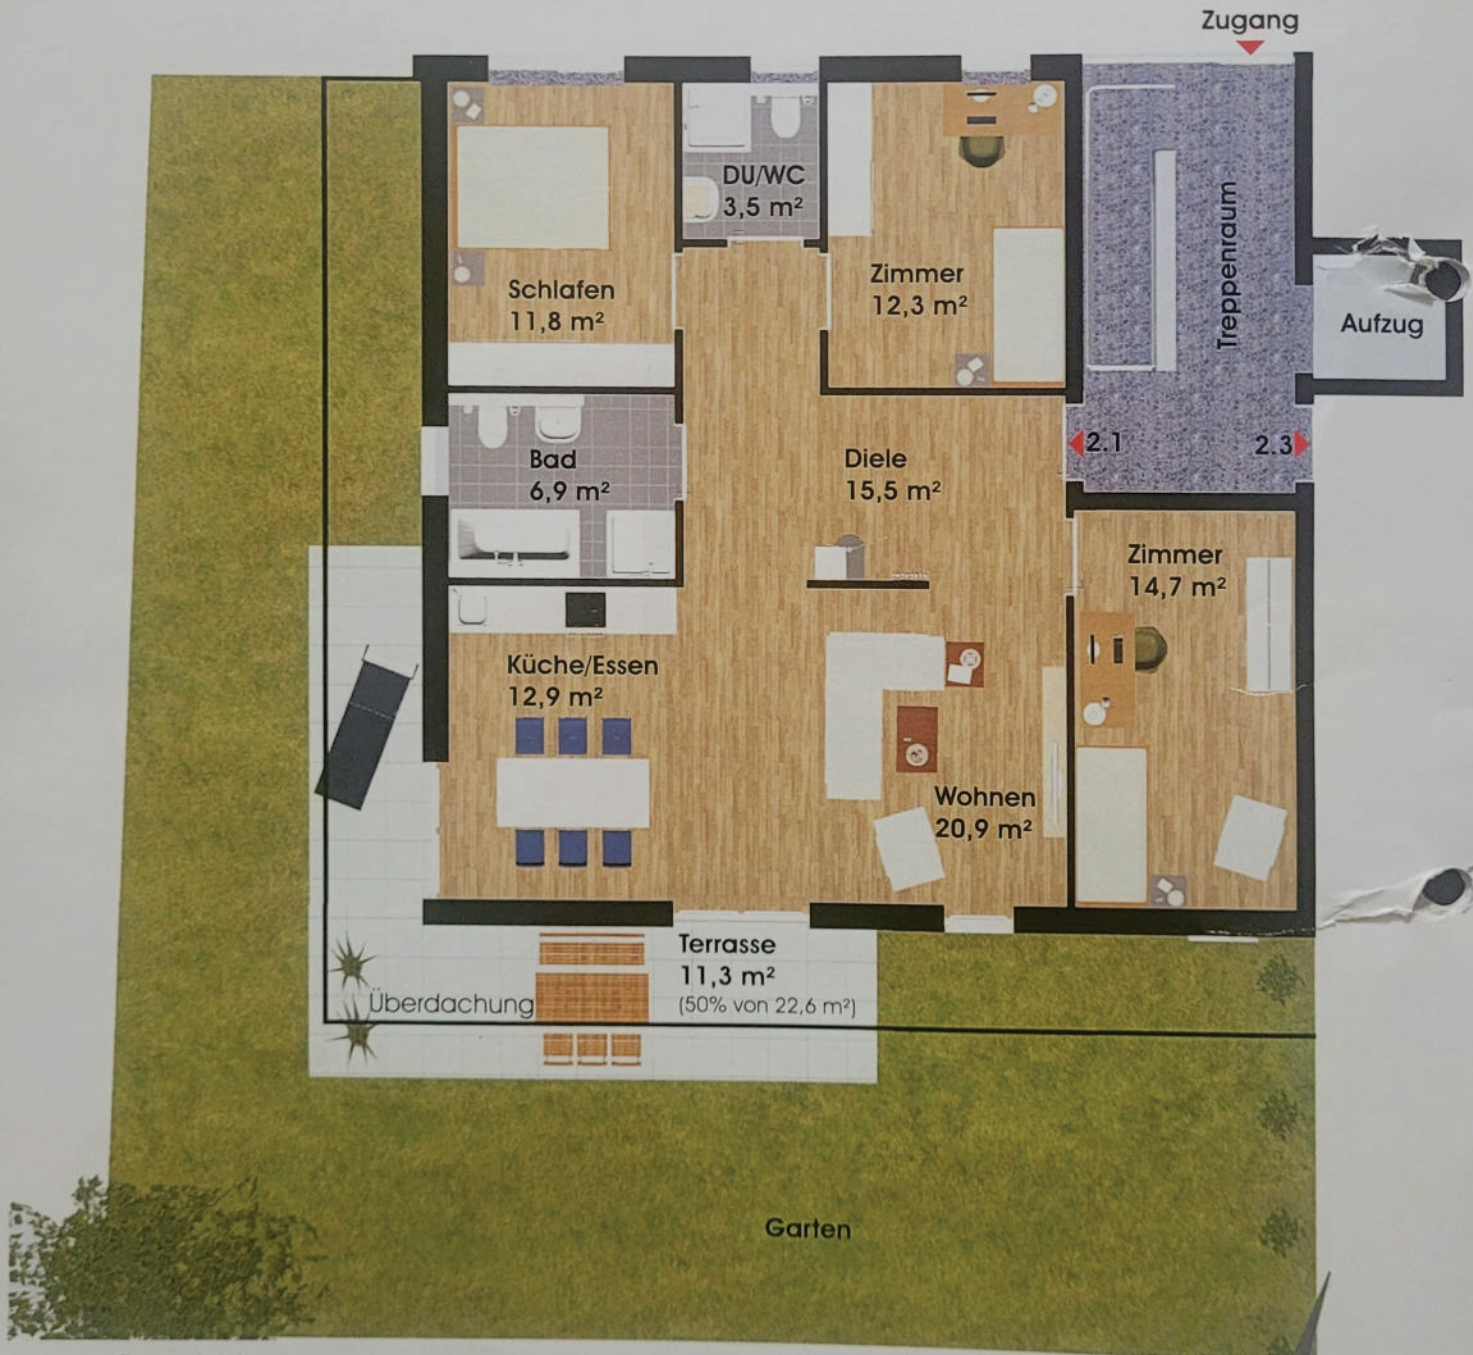 Zugang
DU/WC
3,5 m²
Treppenraum
Schlafen
11,8 m²
Zimmer
12,3 m²
Aufzug
2.1
2.3
Bad
6,9 m²
Diele
15,5 m²
Zimmer
14,7 m²
Küche/Essen
12,9 m²
Wohnen
20,9 m²
Terrasse
11,3 m²
(50% von 22,6 m²)
Überdachung
Garten